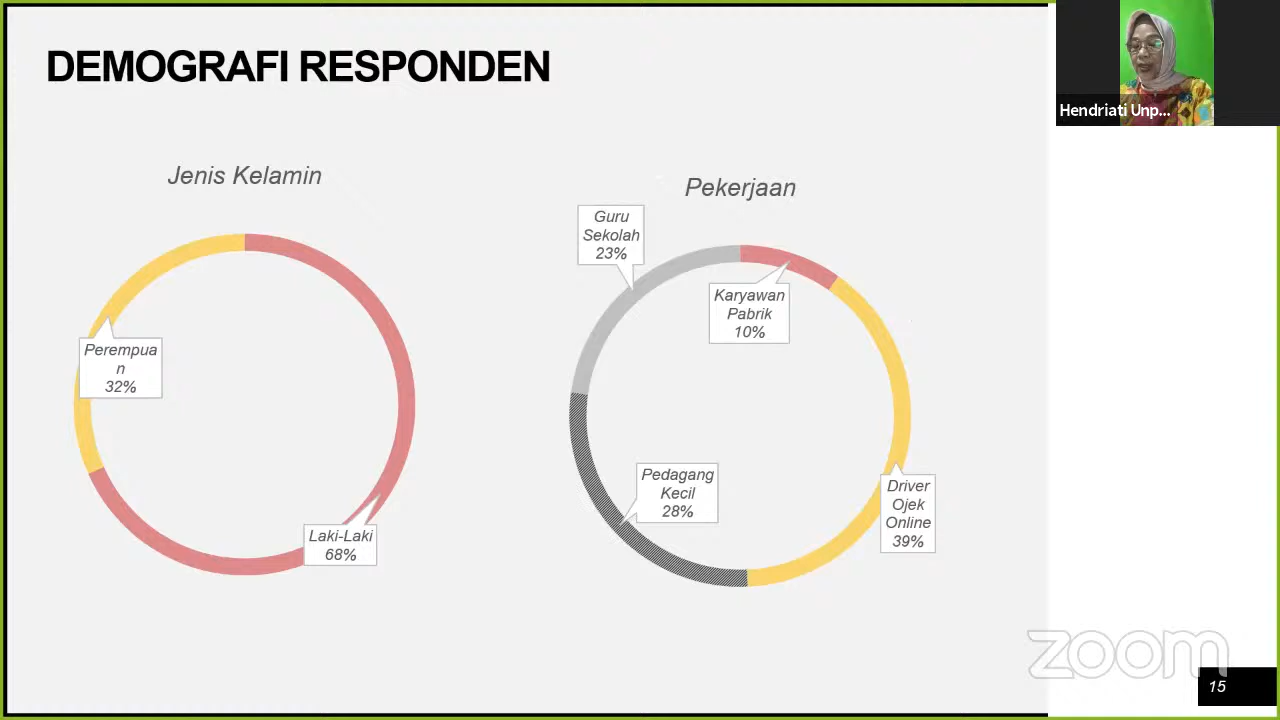 DEMOGRAFI RESPONDEN
Hendriati Unp...
Jenis Kelamin
Perempua
n
32%
Laki-Laki
68%
Pekerjaan
Guru
Sekolah
23%
Karyawan
Pabrik
10%
Pedagang
Kecil
28%
Driver
Ojek
Online
39%
zoom
15